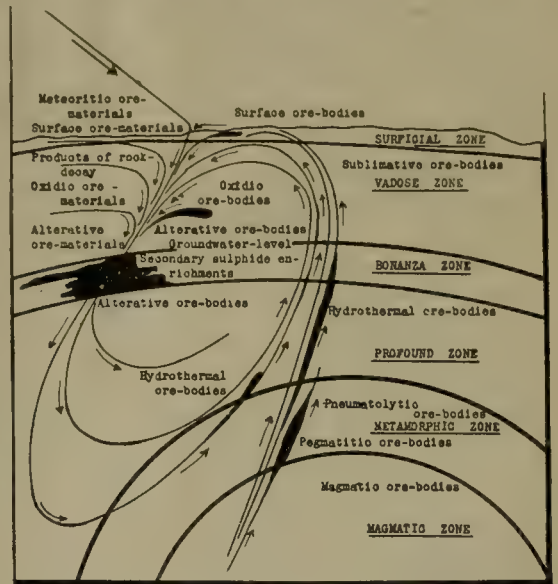 Meteoritic ore-
materials
Surface ore-materials
Surface ore-bodies
SURFICIAL ZONE
Products of rook-
decay
Oxidio ore -
materials
Sublimative ore-bodies
VADOSE ZONE
Oxidio
ore-bodies
Alterative
ore-materials
Alterative ore-bodies
Groundwater-level
Secondary sulphide en-
richments
BONANZA ZONE
Alterative ore-bodies
Hydrothermal ore-bodies
PROFOUND ZONE
Hydrothermal
ore-bodies
Pneumatolytic
ore-bodies
METAMORPHIC ZONE
Pegmatitic ore-bodies
Magmatic ore-bodies
MAGMATIC ZONE